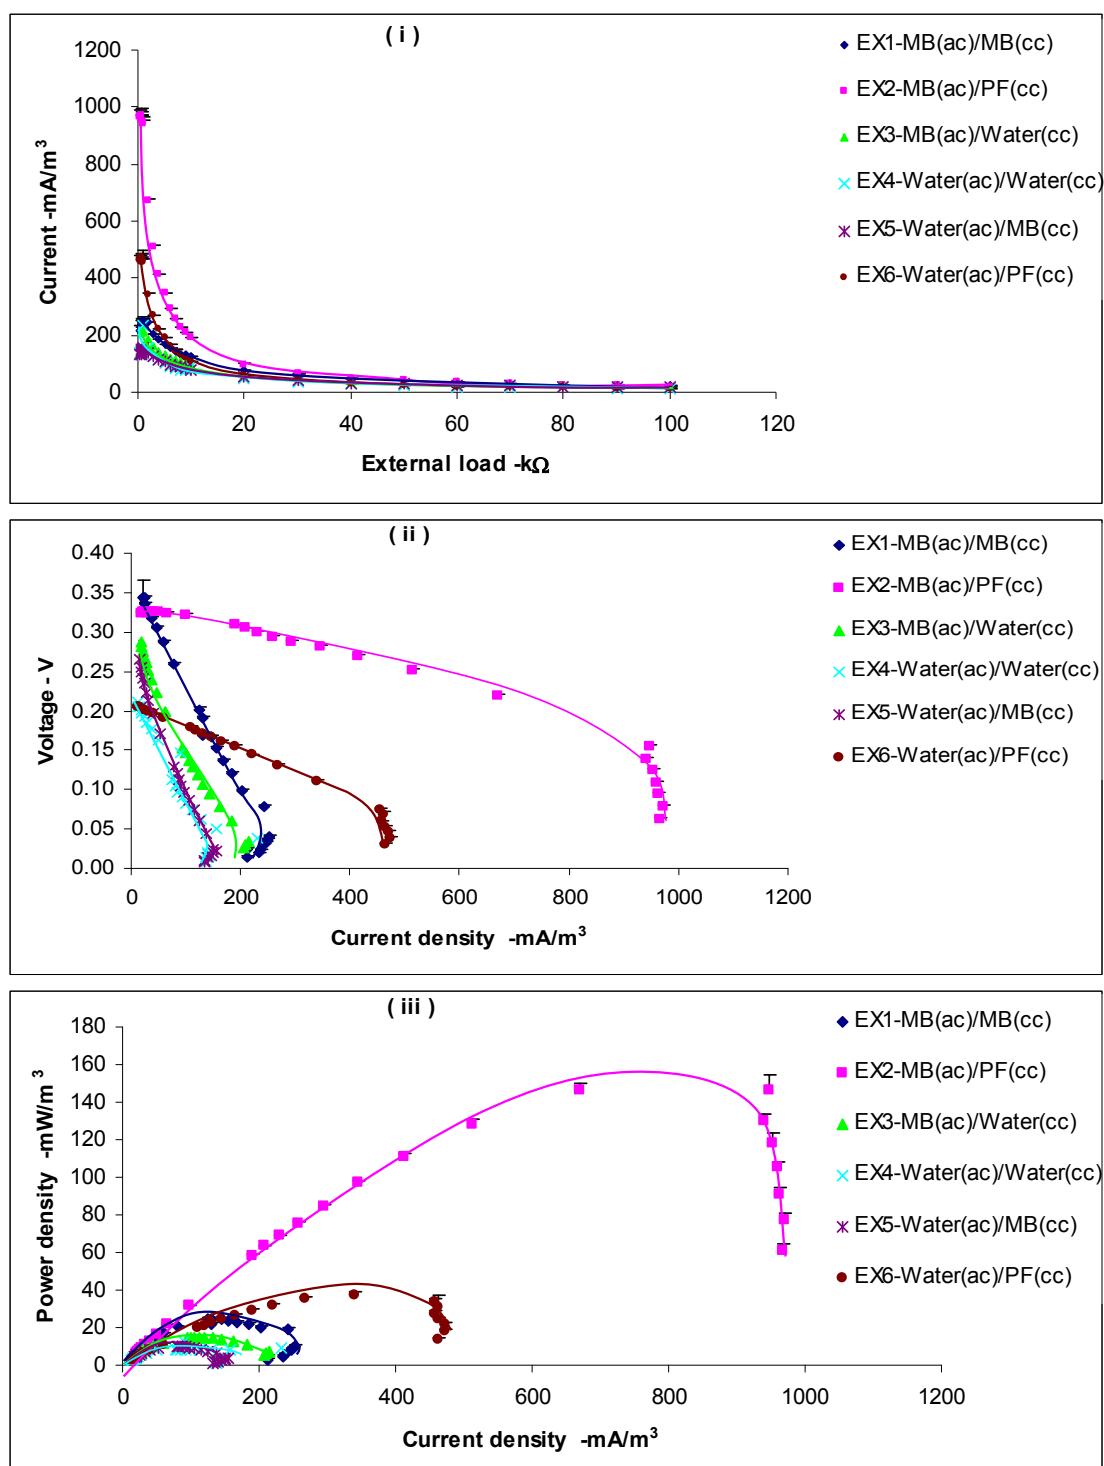 ( i )
1200
1000
800
600
400
200
0
Current -mA/m³
0 20 40 60 80 100 120
External load -kΩ
EX1-MB(ac)/MB(cc)
EX2-MB(ac)/PF(cc)
EX3-MB(ac)/Water(cc)
EX4-Water(ac)/Water(cc)
EX5-Water(ac)/MB(cc)
EX6-Water(ac)/PF(cc)
( ii )
0.40
0.35
0.30
0.25
0.20
0.15
0.10
0.05
0.00
Voltage - V
0 200 400 600 800 1000 1200
Current density -mA/m³
EX1-MB(ac)/MB(cc)
EX2-MB(ac)/PF(cc)
EX3-MB(ac)/Water(cc)
EX4-Water(ac)/Water(cc)
EX5-Water(ac)/MB(cc)
EX6-Water(ac)/PF(cc)
( iii )
180
160
140
120
100
80
60
40
20
0
Power density -mW/m³
0 200 400 600 800 1000 1200
Current density -mA/m³
EX1-MB(ac)/MB(cc)
EX2-MB(ac)/PF(cc)
EX3-MB(ac)/Water(cc)
EX4-Water(ac)/Water(cc)
EX5-Water(ac)/MB(cc)
EX6-Water(ac)/PF(cc)